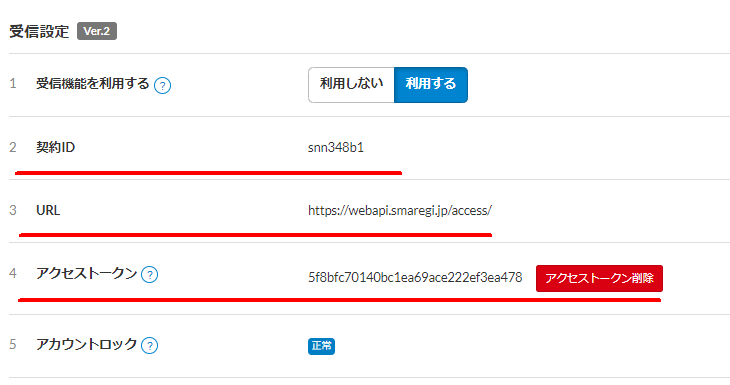 受信設定 Ver.2
1 受信機能を利用する ? 利用しない 利用する
2 契約ID snn348b1
3 URL https://webapi.smaregi.jp/access/
4 アクセストークン ? 5f8bfc70140bc1ea69ace222ef3ea478 アクセストークン削除
5 アカウントロック ? 正常